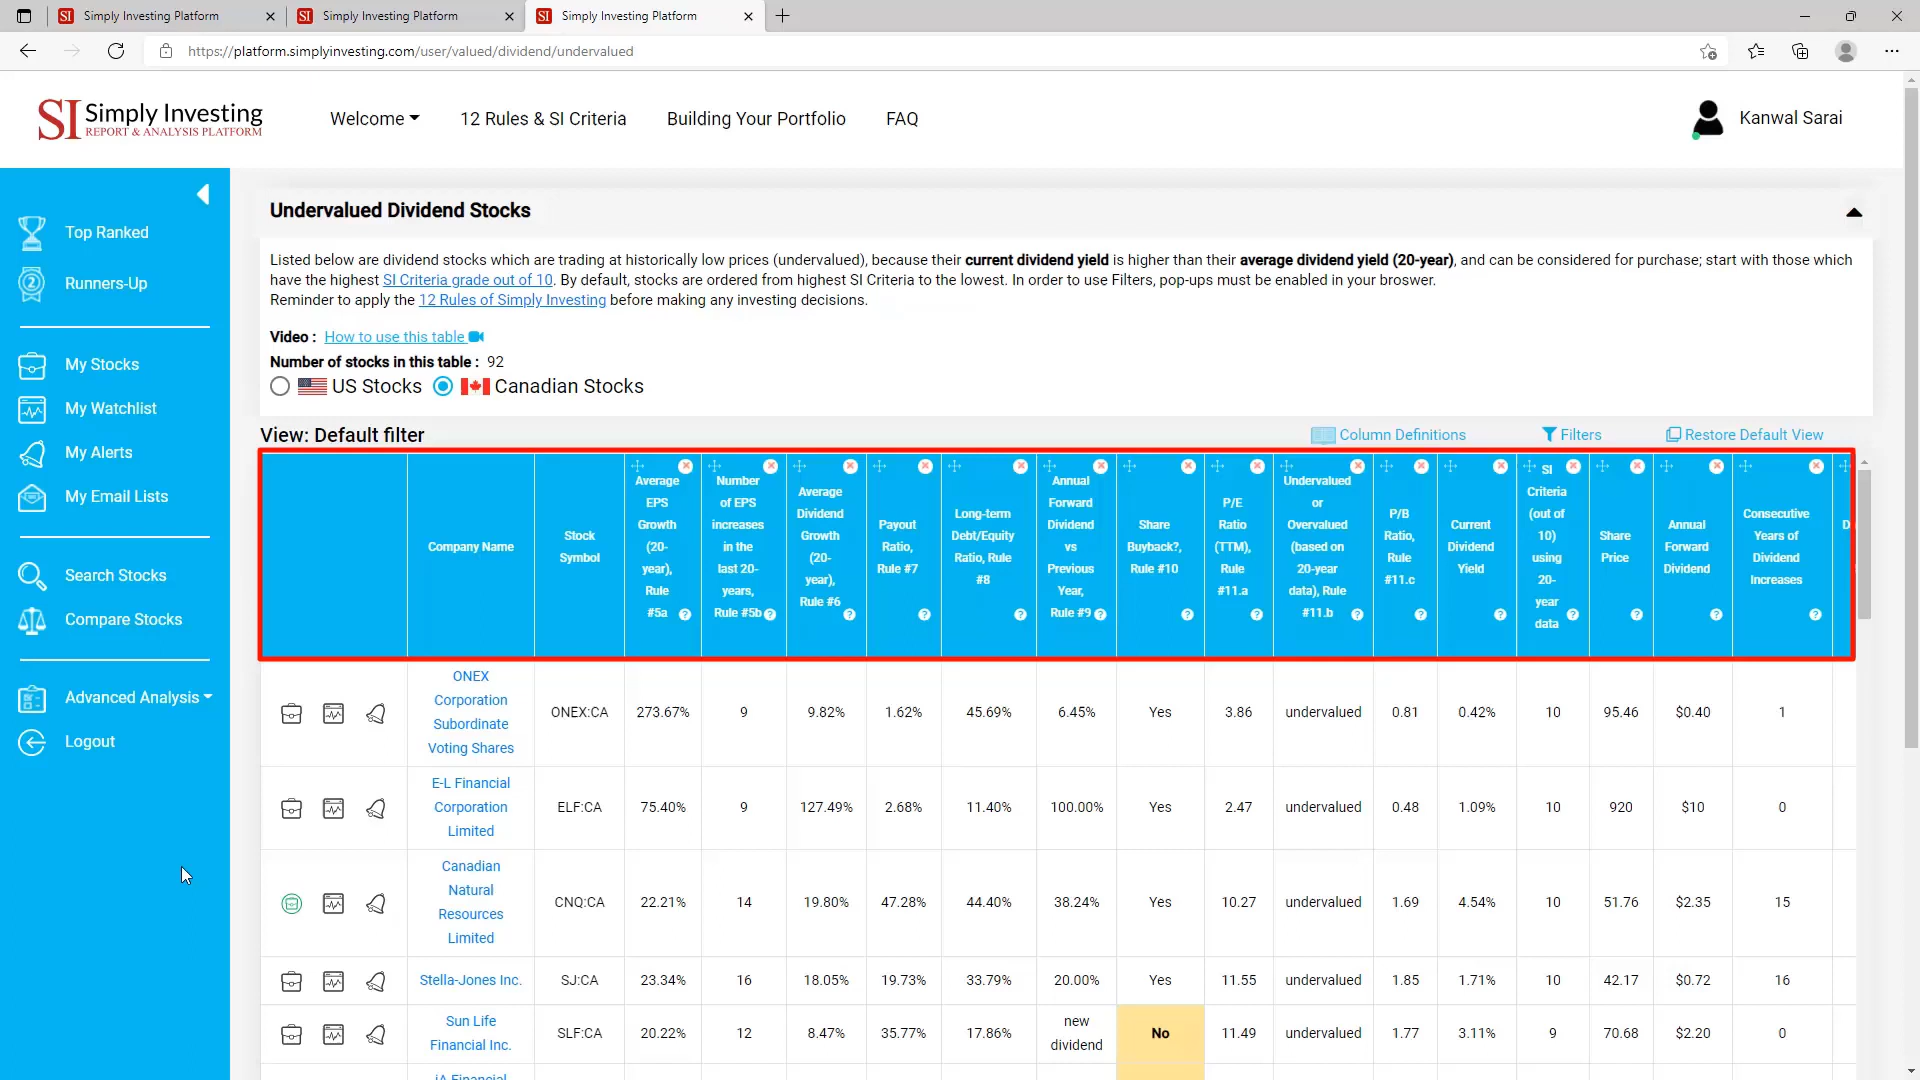 Simply Investing Platform
Simply Investing Platform
Simply Investing Platform
https://platform.simplyinvesting.com/user/valued/dividend/undervalued
SI Simply Investing
REPORT & ANALYSIS PLATFORM
Welcome
12 Rules & SI Criteria
Building Your Portfolio
FAQ
Kanwal Sarai
Top Ranked
Runners-Up
My Stocks
My Watchlist
My Alerts
My Email Lists
Search Stocks
Compare Stocks
Advanced Analysis
Logout
Undervalued Dividend Stocks
Listed below are dividend stocks which are trading at historically low prices (undervalued), because their current dividend yield is higher than their average dividend yield (20-year), and can be considered for purchase; start with those which
have the highest SI Criteria grade out of 10. By default, stocks are ordered from highest SI Criteria to the lowest. In order to use Filters, pop-ups must be enabled in your broswer.
Reminder to apply the 12 Rules of Simply Investing before making any investing decisions.
Video : How to use this table
Number of stocks in this table : 92
US Stocks Canadian Stocks
View: Default filter
Column Definitions
Filters
Restore Default View
Company Name
Stock
Symbol
Average
EPS
Growth
(20-
year),
Rule
#5a
Number
of EPS
increases
in the
last 20-
years,
Rule #5b
Average
Dividend
Growth
(20-
year),
Rule #6
Payout
Ratio,
Rule #7
Long-term
Debt/Equity
Ratio, Rule
#8
Annual
Forward
Dividend
vs
Previous
Year,
Rule #9
Share
Buyback?,
Rule #10
P/E
Ratio
(TTM),
Rule
#11.a
Undervalued
or
Overvalued
(based on
20-year
data), Rule
#11.b
P/B
Ratio,
Rule
#11.c
Current
Dividend
Yield
SI
Criteria
(out of
10)
using
20-
year
data
Share
Price
Annual
Forward
Dividend
Consecutive
Years of
Dividend
Increases
D
ONEX
Corporation
Subordinate
Voting Shares
ONEX:CA 273.67% 9 9.82% 1.62% 45.69% 6.45% Yes 3.86 undervalued 0.81 0.42% 10 95.46 $0.40 1
E-L Financial
Corporation
Limited
ELF:CA 75.40% 9 127.49% 2.68% 11.40% 100.00% Yes 2.47 undervalued 0.48 1.09% 10 920 $10 0
Canadian
Natural
Resources
Limited
CNQ:CA 22.21% 14 19.80% 47.28% 44.40% 38.24% Yes 10.27 undervalued 1.69 4.54% 10 51.76 $2.35 15
Stella-Jones Inc. SJ:CA 23.34% 16 18.05% 19.73% 33.79% 20.00% Yes 11.55 undervalued 1.85 1.71% 10 42.17 $0.72 16
Sun Life
Financial Inc.
SLF:CA 20.22% 12 8.47% 35.77% 17.86% new dividend No 11.49 undervalued 1.77 3.11% 9 70.68 $2.20 0
iA Financial